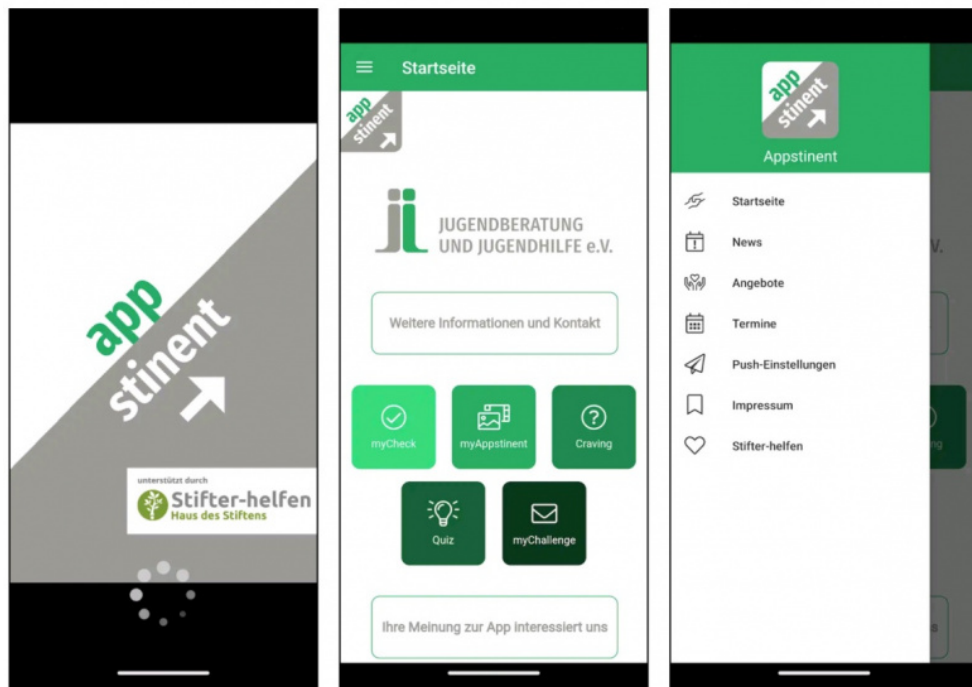 app
stinent
unterstützt durch
Stifter-helfen
Haus des Stiftens
Startseite
app
stinent
JUGENDBERATUNG
UND JUGENDHILFE e.V.
Weitere Informationen und Kontakt
myCheck
myAppstinent
Craving
Quiz
myChallenge
Ihre Meinung zur App interessiert uns
app
stinent
Appstinent
Startseite
News
Angebote
Termine
Push-Einstellungen
Impressum
Stifter-helfen
V.
ng
s